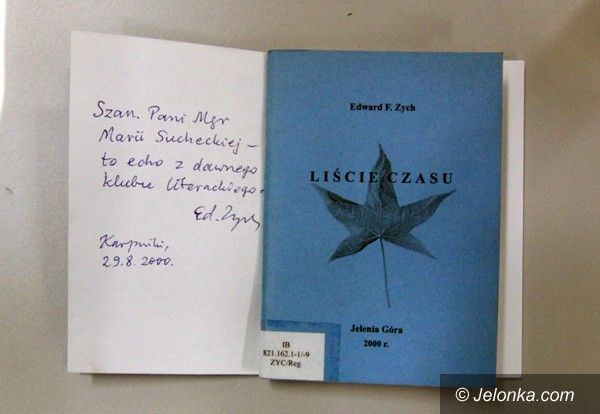 Szan. Pani Mgr
Marii Sucheckiej –
to echo z dawnego
klubu literackiego
Ed. Zych
Karpniki,
29.8.2000.
Edward F. Zych
LIŚCIE CZASU
Jelenia Góra
2000 r.
IB
821.162.1-1/-9
ZYC/Reg
© Jelonka.com